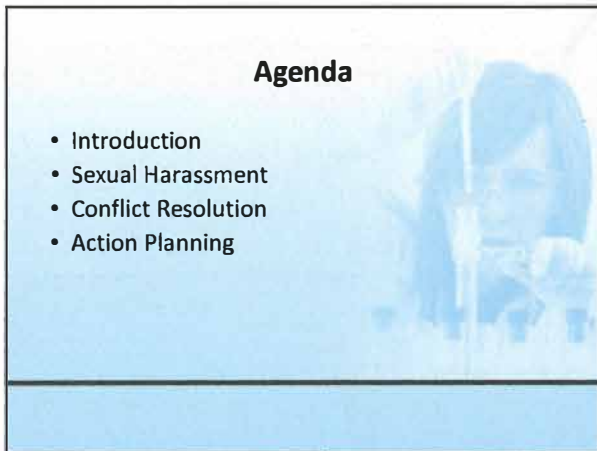 Agenda
• Introduction
• Sexual Harassment
• Conflict Resolution
• Action Planning